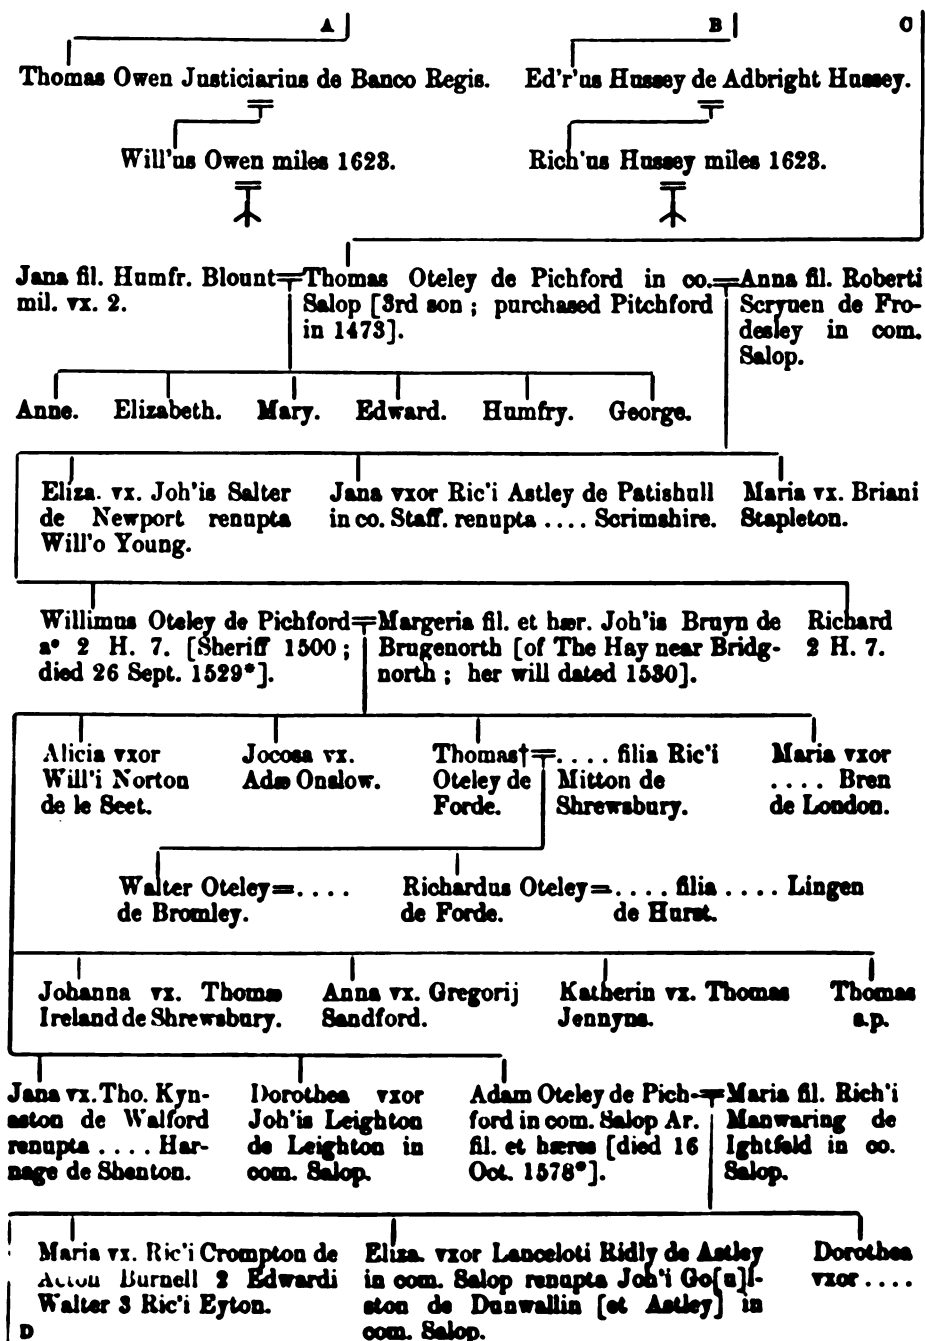 A B C
Thomas Owen Justiciarius de Banco Regis. Ed'r'us Hussey de Adbright Hussey.
Will'us Owen miles 1623. Rich'us Hussey miles 1623.
Jana fil. Humfr. Blount
mil. vx. 2.
Thomas Oteley de Pichford in co.
Salop [3rd son ; purchased Pitchford
in 1473].
Anna fil. Roberti
Scryuen de Fro-
desley in com.
Salop.
Anne. Elizabeth. Mary. Edward. Humfry. George.
Eliza. vx. Joh'is Salter
de Newport renupta
Will'o Young.
Jana vxor Ric'i Astley de Patishull
in co. Staff. renupta .... Scrimshire.
Maria vx. Briani
Stapleton.
Willimus Oteley de Pichford
aº 2 H. 7. [Sheriff 1500 ;
died 26 Sept. 1529*].
Margeria fil. et hær. Joh'is Bruyn de
Brugenorth [of The Hay near Bridg-
north ; her will dated 1530].
Richard
2 H. 7.
Alicia vxor
Will'i Norton
de le Seet.
Jocosa vx.
Adæ Onslow.
Thomas†
Oteley de
Forde.
.... filia Ric'i
Mitton de
Shrewsbury.
Maria vxor
.... Bren
de London.
Walter Oteley=....
de Bromley.
Richardus Oteley=.... filia .... Lingen
de Forde. de Hurst.
Johanna vx. Thomæ
Ireland de Shrewsbury.
Anna vx. Gregorij
Sandford.
Katherin vx. Thomas
Jennyns.
Thomas
s.p.
Jana vx. Tho. Kyn-
aston de Walford
renupta .... Har-
nage de Shenton.
Dorothea vxor
Joh'is Leighton
de Leighton in
com. Salop.
Adam Oteley de Pich-
ford in com. Salop Ar.
fil. et hæres [died 16
Oct. 1578*].
Maria fil. Rich'i
Manwaring de
Ightfeld in co.
Salop.
Maria vx. Ric'i Crompton de
Acton Burnell 2 Edwardi
Walter 3 Ric'i Eyton.
Eliza. vxor Lanceloti Ridly de Astley
in com. Salop renupta Joh'i Go[u]l-
ston de Dunwallin [et Astley] in
com. Salop.
Dorothea
vxor ....
D